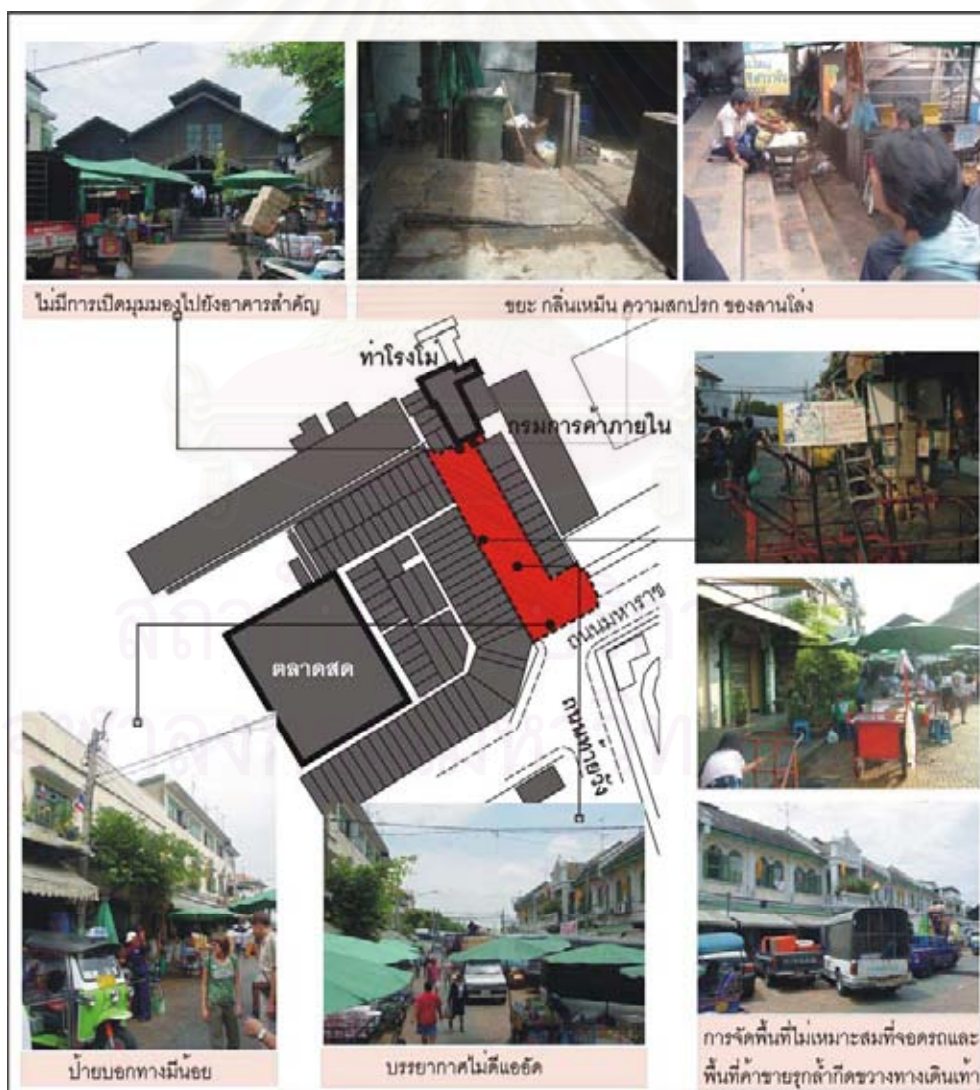 ไม่มีการเปิดมุมมองไปยังอาคารสำคัญ
ขยะ กลิ่นเหม็น ความสกปรก ของลานโล่ง
ท่าโรงโม่
กรมการค้าภายใน
ถนนมหาราช
ตลาดสด
ถนนท้ายวัง
ป้ายบอกทางมีน้อย
บรรยากาศไม่ดีแออัด
การจัดพื้นที่ไม่เหมาะสมที่จอดรถและ
พื้นที่ค้าขายรุกล้ำกีดขวางทางเดินเท้า